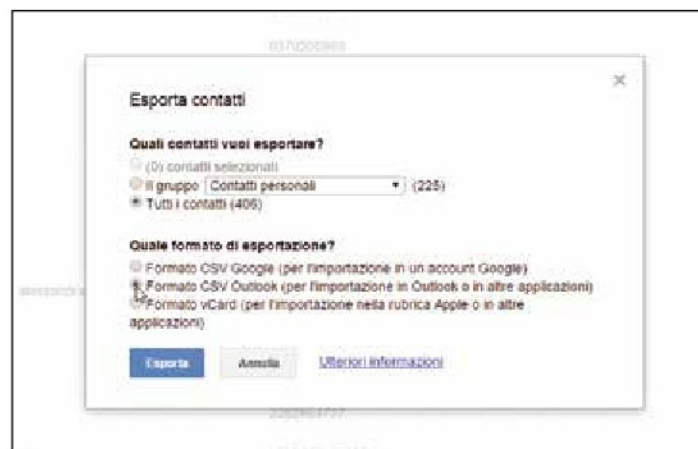 Esporta contatti
Quali contatti vuoi esportare?
(0) contatti selezionati
Il gruppo Contatti personali (225)
Tutti i contatti (406)
Quale formato di esportazione?
Formato CSV Google (per l'importazione in un account Google)
Formato CSV Outlook (per l'importazione in Outlook o in altre applicazioni)
Formato vCard (per l'importazione nella rubrica Apple o in altre
applicazioni)
Esporta Annulla Ulteriori informazioni